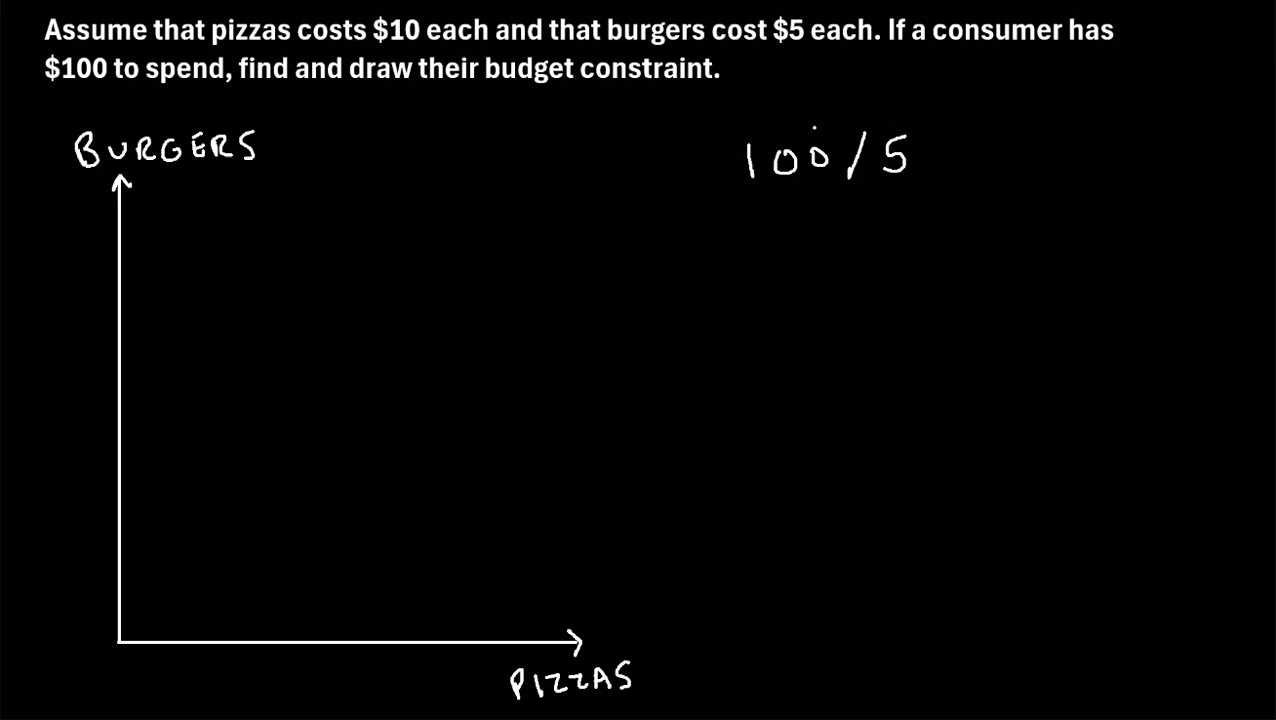 Assume that pizzas costs $10 each and that burgers cost $5 each. If a consumer has
$100 to spend, find and draw their budget constraint.
BURGERS
100/5
PIZZAS